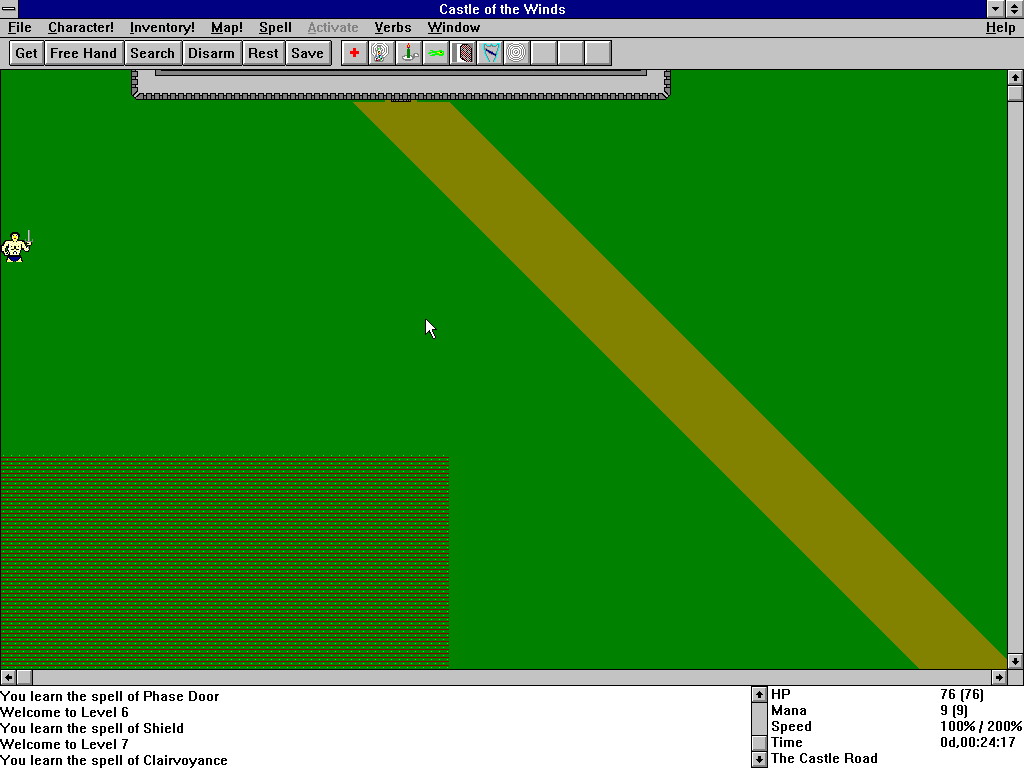 Castle of the Winds
File Character! Inventory! Map! Spell Activate Verbs Window Help
Get Free Hand Search Disarm Rest Save
You learn the spell of Phase Door
Welcome to Level 6
You learn the spell of Shield
Welcome to Level 7
You learn the spell of Clairvoyance
HP 76 (76)
Mana 9 (9)
Speed 100% / 200%
Time 0d,00:24:17
The Castle Road